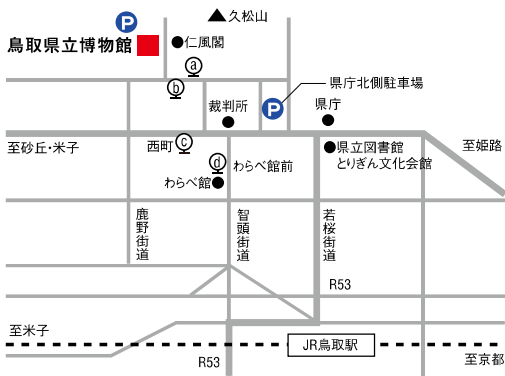 久松山
P
鳥取県立博物館
仁風閣
a
b
県庁北側駐車場
裁判所
P
県庁
至砂丘・米子
西町
c
県立図書館
とりぎん文化会館
至姫路
d
わらべ館前
わらべ館
鹿野街道
智頭街道
若桜街道
R53
至米子
JR鳥取駅
R53
至京都